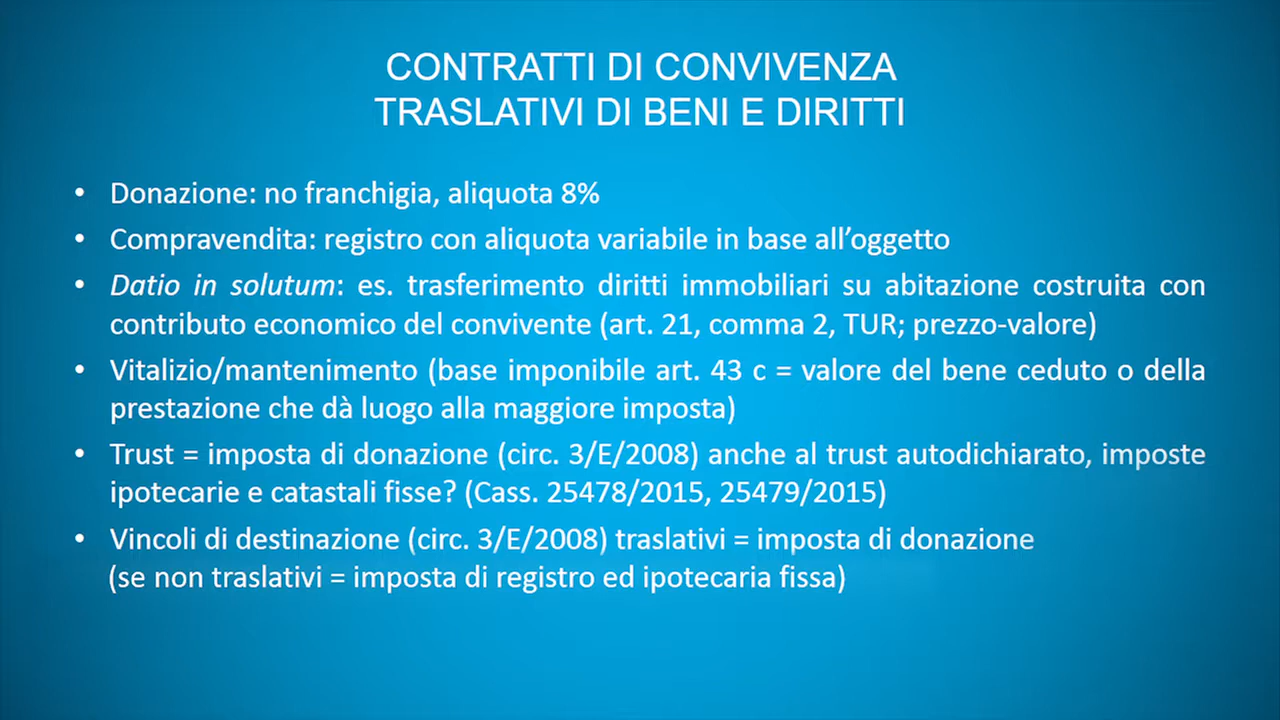 CONTRATTI DI CONVIVENZA
TRASLATIVI DI BENI E DIRITTI
• Donazione: no franchigia, aliquota 8%
• Compravendita: registro con aliquota variabile in base all’oggetto
• Datio in solutum: es. trasferimento diritti immobiliari su abitazione costruita con
contributo economico del convivente (art. 21, comma 2, TUR; prezzo-valore)
• Vitalizio/mantenimento (base imponibile art. 43 c = valore del bene ceduto o della
prestazione che dà luogo alla maggiore imposta)
• Trust = imposta di donazione (circ. 3/E/2008) anche al trust autodichiarato, imposte
ipotecarie e catastali fisse? (Cass. 25478/2015, 25479/2015)
• Vincoli di destinazione (circ. 3/E/2008) traslativi = imposta di donazione
(se non traslativi = imposta di registro ed ipotecaria fissa)